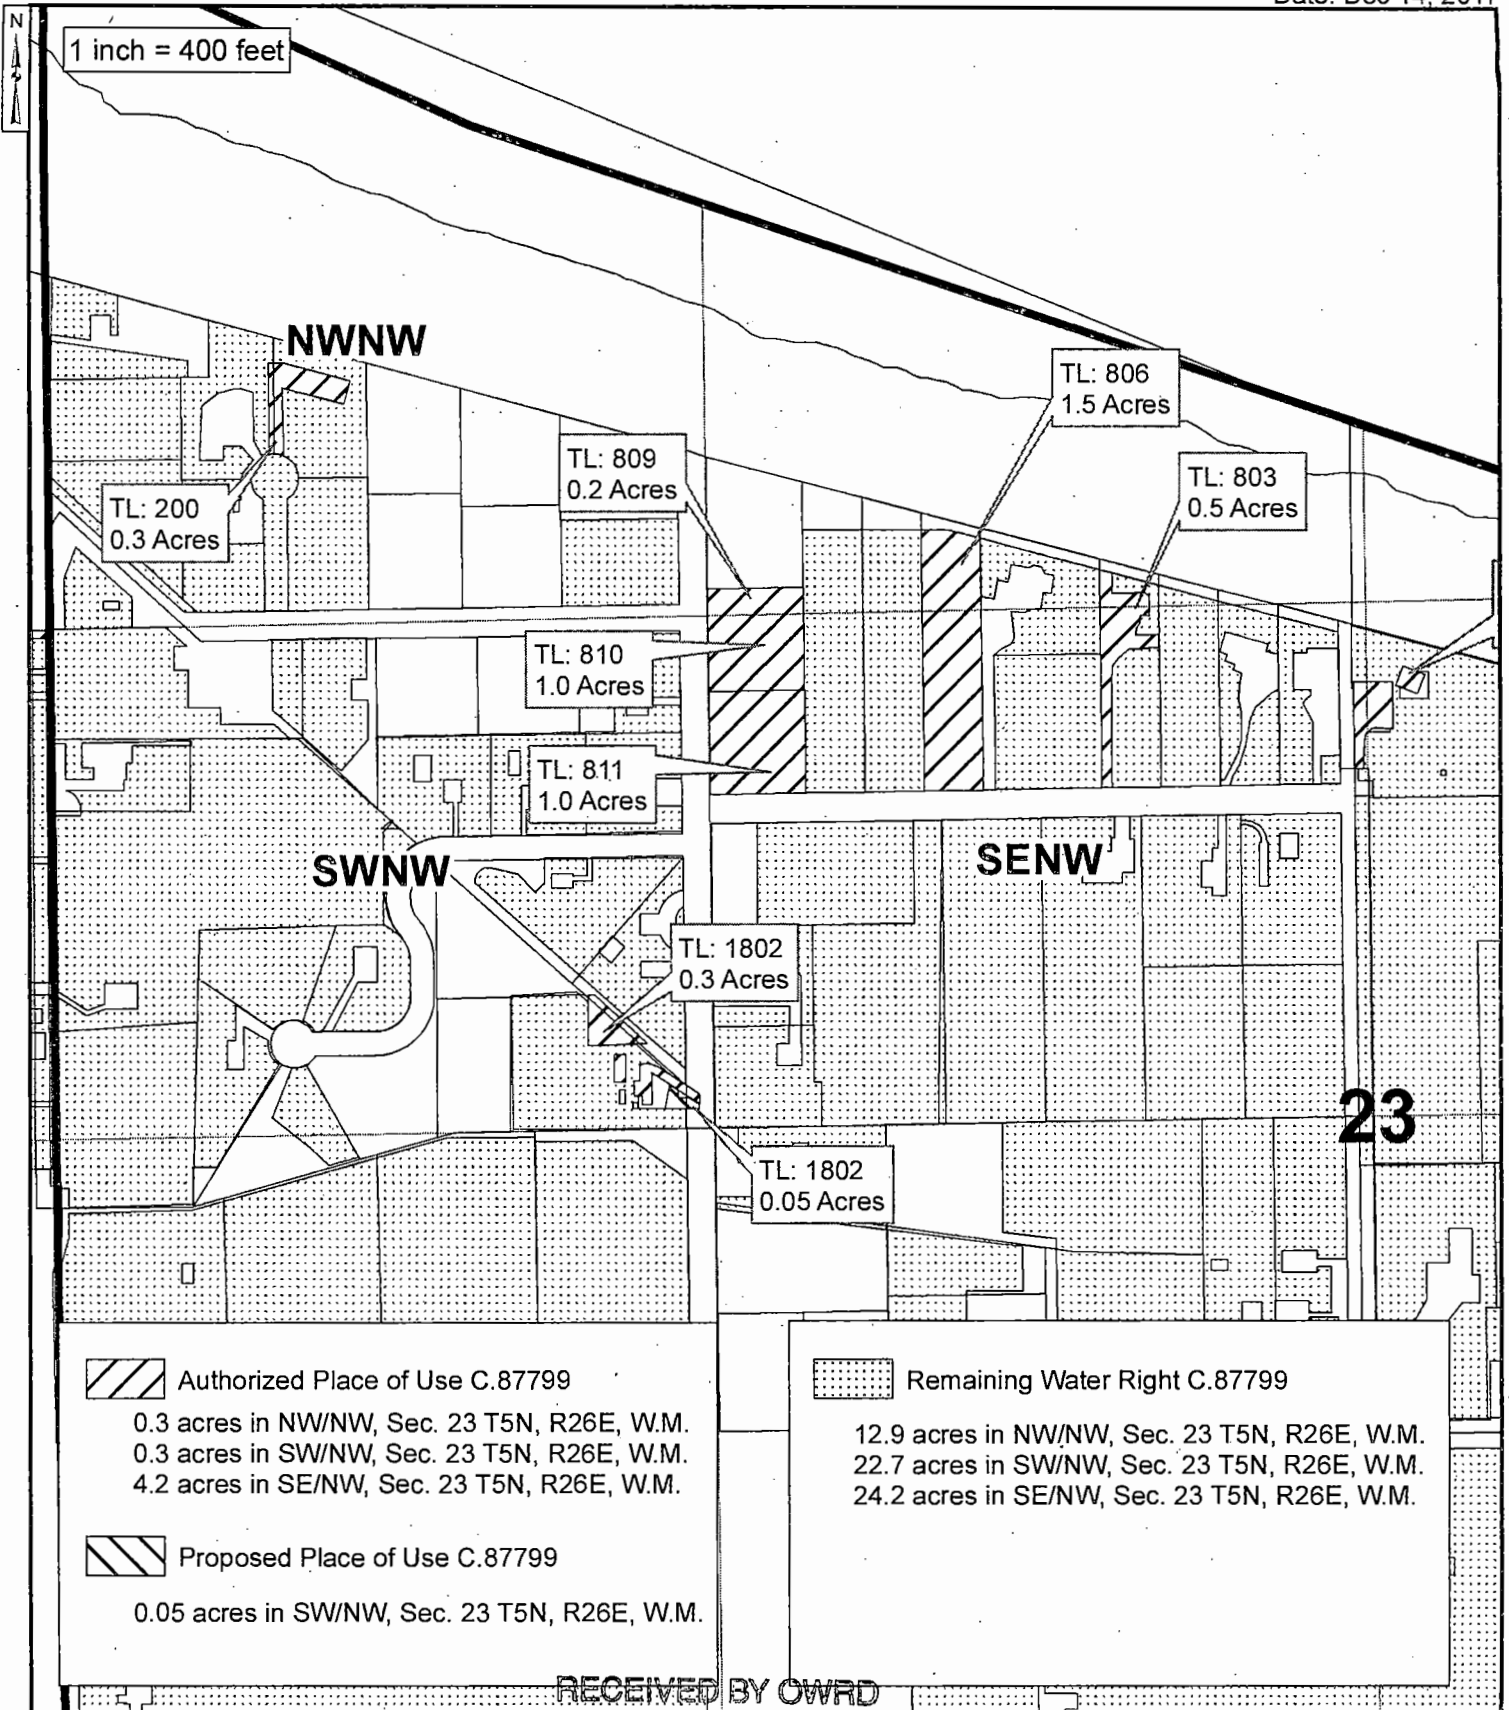 N
1 inch = 400 feet
NWNW
TL: 806
1.5 Acres
TL: 809
0.2 Acres
TL: 803
0.5 Acres
TL: 200
0.3 Acres
TL: 810
1.0 Acres
TL: 811
1.0 Acres
SWNW
SENW
TL: 1802
0.3 Acres
23
TL: 1802
0.05 Acres
Authorized Place of Use C.87799
0.3 acres in NW/NW, Sec. 23 T5N, R26E, W.M.
0.3 acres in SW/NW, Sec. 23 T5N, R26E, W.M.
4.2 acres in SE/NW, Sec. 23 T5N, R26E, W.M.
Proposed Place of Use C.87799
0.05 acres in SW/NW, Sec. 23 T5N, R26E, W.M.
Remaining Water Right C.87799
12.9 acres in NW/NW, Sec. 23 T5N, R26E, W.M.
22.7 acres in SW/NW, Sec. 23 T5N, R26E, W.M.
24.2 acres in SE/NW, Sec. 23 T5N, R26E, W.M.
RECEIVED BY OWRD